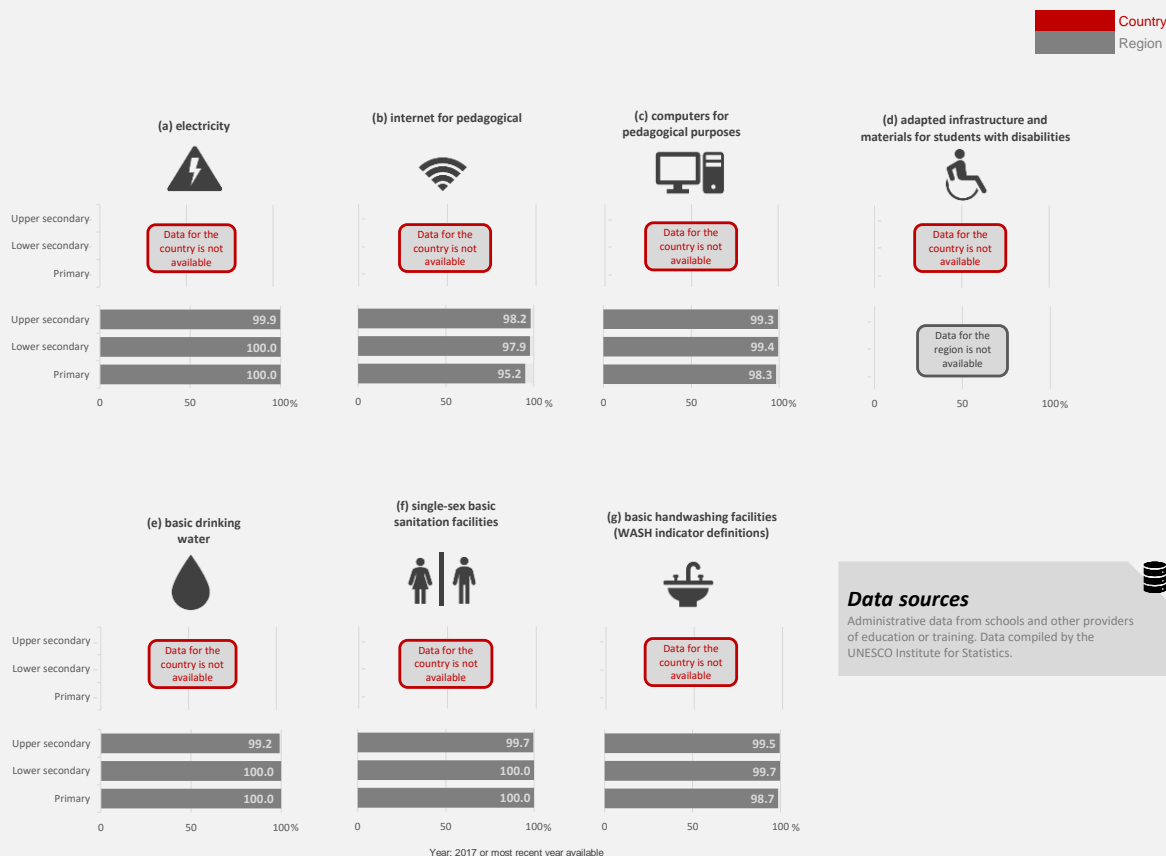 Country
Region
(a) electricity
(b) internet for pedagogical
(c) computers for
pedagogical purposes
(d) adapted infrastructure and
materials for students with disabilities
Upper secondary
Lower secondary
Primary
Data for the
country is not
available
Data for the
country is not
available
Data for the
country is not
available
Data for the
country is not
available
Upper secondary
Lower secondary
Primary
99.9
100.0
100.0
0 50 100%
98.2
97.9
95.2
0 50 100 %
99.3
99.4
98.3
0 50 100 %
Data for the
region is not
available
0 50 100%
(e) basic drinking
water
(f) single-sex basic
sanitation facilities
(g) basic handwashing facilities
(WASH indicator definitions)
Upper secondary
Lower secondary
Primary
Data for the
country is not
available
Data for the
country is not
available
Data for the
country is not
available
Upper secondary
Lower secondary
Primary
99.2
100.0
100.0
0 50 100%
99.7
100.0
100.0
0 50 100 %
99.5
99.7
98.7
0 50 100 %
Data sources
Administrative data from schools and other providers
of education or training. Data compiled by the
UNESCO Institute for Statistics.
Year: 2017 or most recent year available